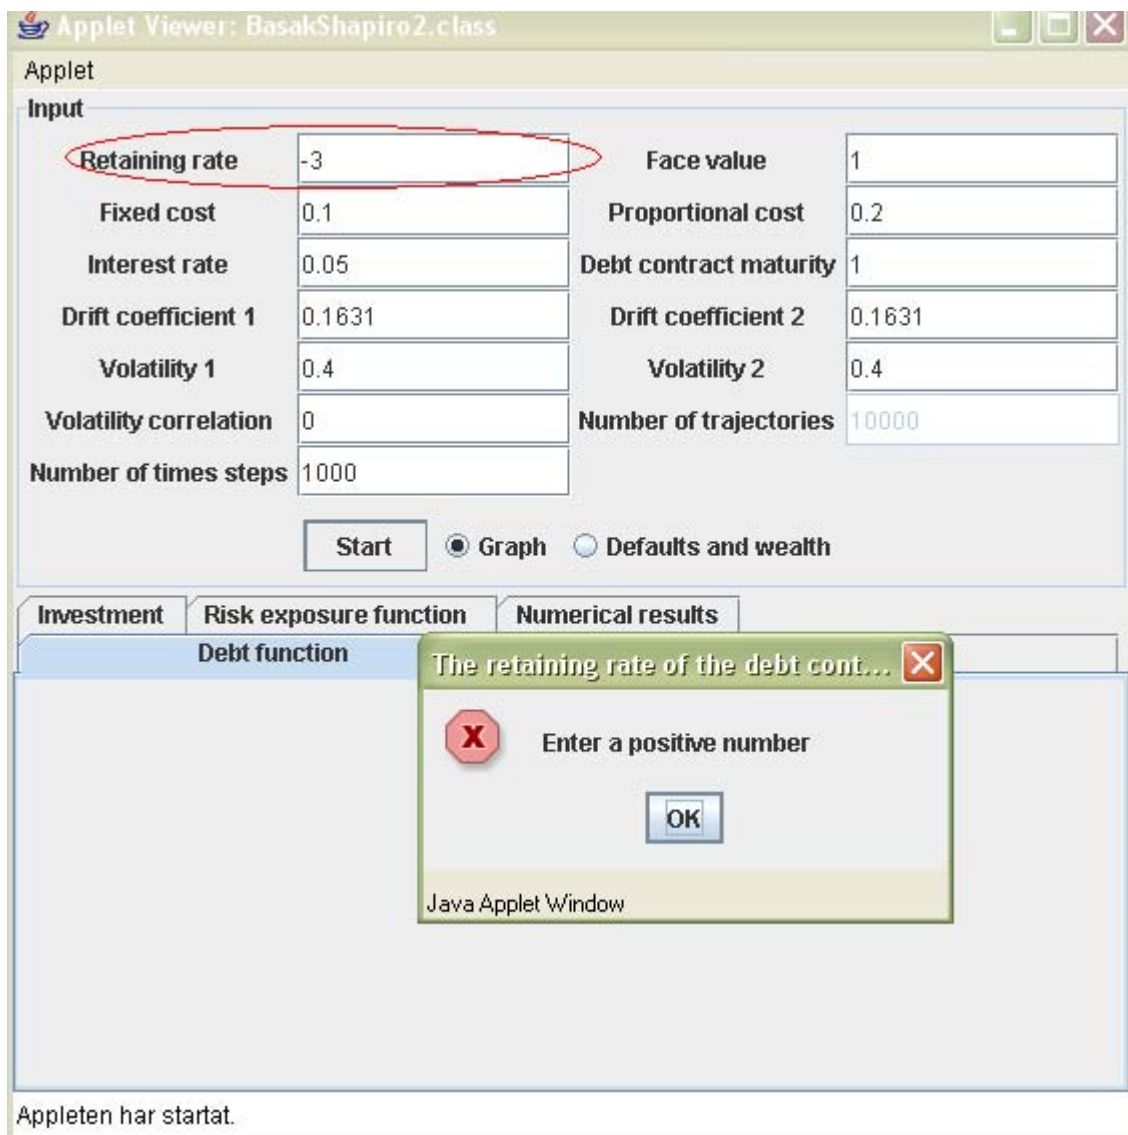 Applet Viewer: BasakShapiro2.class
Applet
Input
Retaining rate -3 Face value 1
Fixed cost 0.1 Proportional cost 0.2
Interest rate 0.05 Debt contract maturity 1
Drift coefficient 1 0.1631 Drift coefficient 2 0.1631
Volatility 1 0.4 Volatility 2 0.4
Volatility correlation 0 Number of trajectories 10000
Number of times steps 1000
Start Graph Defaults and wealth
Investment Risk exposure function Numerical results
Debt function
The retaining rate of the debt cont...
X
Enter a positive number
OK
Java Applet Window
Appleten har startat.